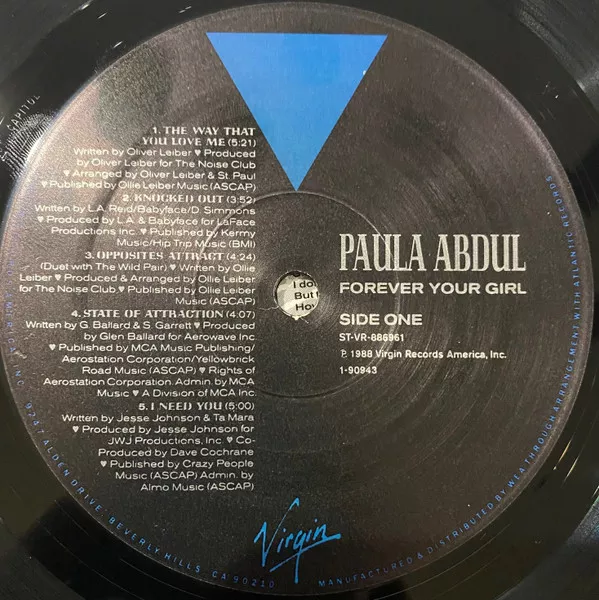 1. THE WAY THAT
YOU LOVE ME (5:21)
Written by Oliver Leiber ♥ Produced
by Oliver Leiber for The Noise Club
♥ Arranged by Oliver Leiber & St. Paul
♥ Published by Ollie Leiber Music (ASCAP)
2. KNOCKED OUT (3:52)
Written by L.A. Reid/Babyface/D. Simmons
♥ Produced by L.A. & Babyface for LaFace
Productions Inc. ♥ Published by Kermy
Music/Hip Trip Music (BMI)
3. OPPOSITES ATTRACT (4:24)
(Duet with The Wild Pair) ♥ Written by Ollie
Leiber ♥ Produced & Arranged by Ollie Leiber
for The Noise Club ♥ Published by Ollie Leiber
Music (ASCAP)
4. STATE OF ATTRACTION (4:07)
Written by G. Ballard & S. Garrett ♥ Produced
by Glen Ballard for Aerowave Inc
♥ Published by MCA Music Publishing/
Aerostation Corporation/Yellowbrick
Road Music (ASCAP) ♥ Rights of
Aerostation Corporation Admin. by MCA
Music ♥ A Division of MCA Inc.
5. I NEED YOU (5:00)
Written by Jesse Johnson & Ta Mara
♥ Produced by Jesse Johnson for
JWJ Productions, Inc. ♥ Co-
Produced by Dave Cochrane
♥ Published by Crazy People
Music (ASCAP) Admin. by
Almo Music (ASCAP)
I do
But
Ho
PAULA ABDUL
FOREVER YOUR GIRL
SIDE ONE
ST-VR-886961
℗ 1988 Virgin Records America, Inc.
1-90943
Virgin
INC. 9247 ALDEN DRIVE, BEVERLY HILLS, CA 90210
MANUFACTURED & DISTRIBUTED BY WEA THROUGH ARRANGEMENT WITH ATLANTIC RECORDS
CAPITOL